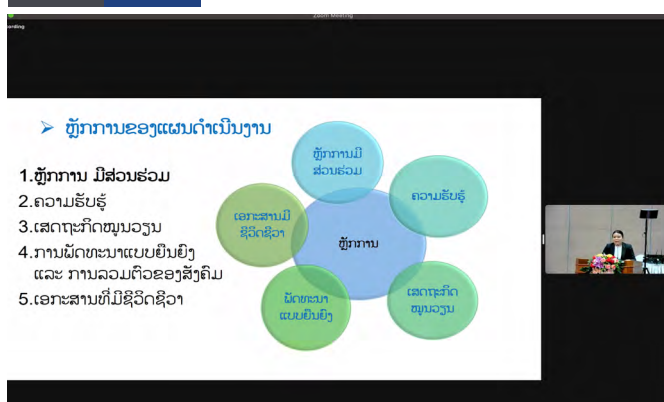 Zoom Meeting
➢ ຫຼັກການຂອງແຜນດຳເນີນງານ
1.ຫຼັກການ ມີສ່ວນຮ່ວມ
2.ຄວາມຮັບຮູ້
3.ເສດຖະກິດໝູນວຽນ
4.ການພັດທະນາແບບຍືນຍົງ
ແລະ ການລວມຕົວຂອງສັງຄົມ
5.ເອກະສານທີ່ມີຊີວິດຊີວາ
ຫຼັກການມີ
ສ່ວນຮ່ວມ
ຄວາມຮັບຮູ້
ເສດຖະກິດ
ໝູນວຽນ
ພັດທະນາ
ແບບຍືນຍົງ
ເອກະສານມີ
ຊີວິດຊີວາ
ຫຼັກການ